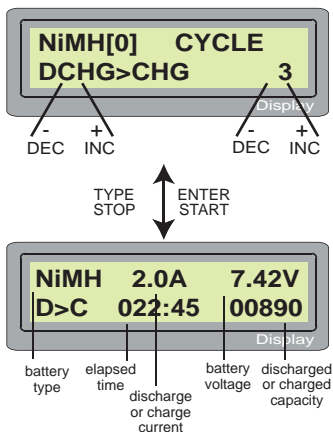 NiMH[0] CYCLE
DCHG>CHG 3
Display
- + - +
DEC INC DEC INC
TYPE ENTER
STOP START
NiMH 2.0A 7.42V
D>C 022:45 00890
Display
battery type
elapsed time
discharge or charge current
battery voltage
discharged or charged capacity